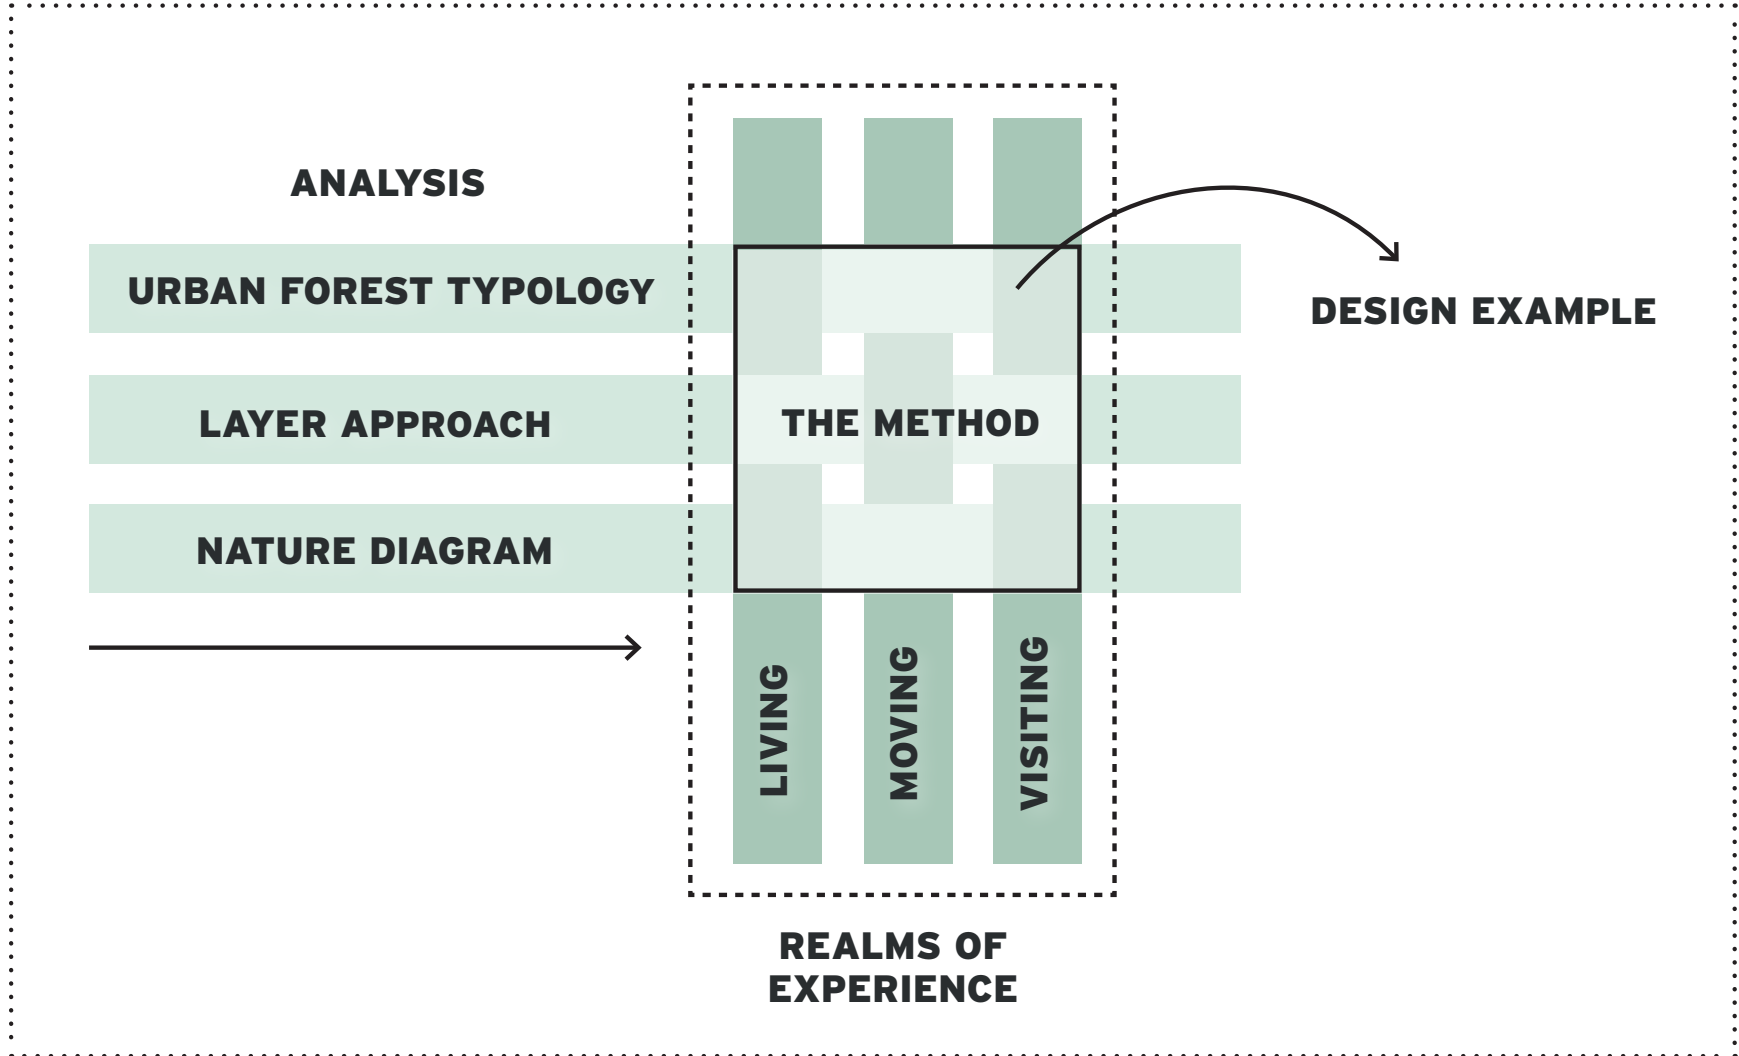 ANALYSIS
URBAN FOREST TYPOLOGY
DESIGN EXAMPLE
LAYER APPROACH
THE METHOD
NATURE DIAGRAM
LIVING
MOVING
VISITING
REALMS OF
EXPERIENCE